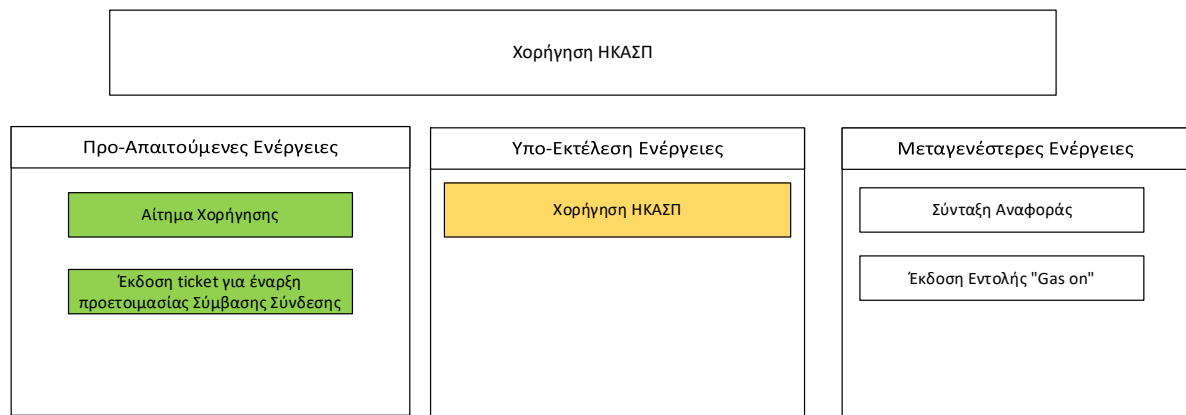 Χορήγηση ΗΚΑΣΠ
Προ-Απαιτούμενες Ενέργειες
Αίτημα Χορήγησης
Έκδοση ticket για έναρξη
προετοιμασίας Σύμβασης Σύνδεσης
Υπο-Εκτέλεση Ενέργειες
Χορήγηση ΗΚΑΣΠ
Μεταγενέστερες Ενέργειες
Σύνταξη Αναφοράς
Έκδοση Εντολής "Gas on"